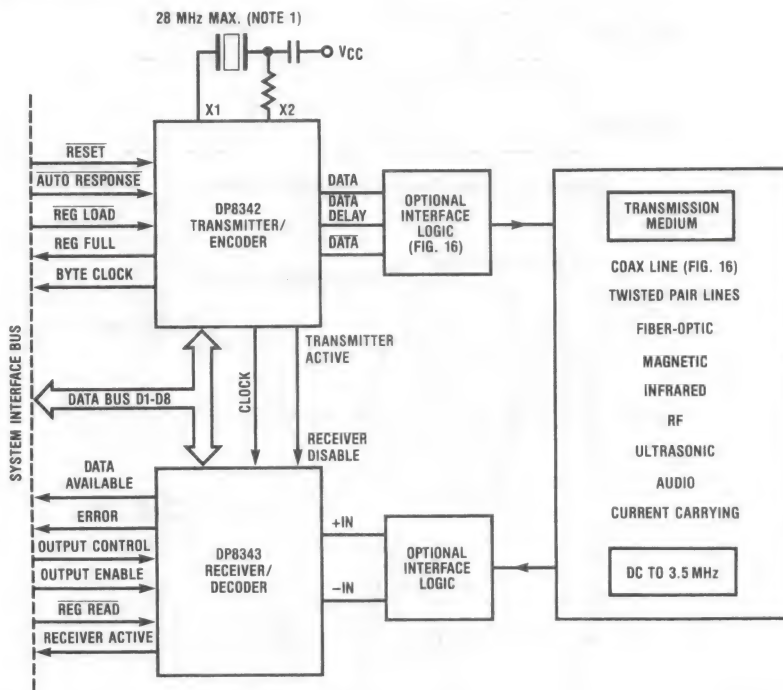 28 MHz MAX. (NOTE 1)
VCC
X1
X2
RESET
AUTO RESPONSE
REG LOAD
REG FULL
BYTE CLOCK
DP8342
TRANSMITTER/
ENCODER
DATA
DATA
DELAY
DATA
OPTIONAL
INTERFACE
LOGIC
(FIG. 16)
TRANSMISSION
MEDIUM
COAX LINE (FIG. 16)
TWISTED PAIR LINES
FIBER-OPTIC
MAGNETIC
INFRARED
RF
ULTRASONIC
AUDIO
CURRENT CARRYING
DC TO 3.5 MHz
SYSTEM INTERFACE BUS
DATA BUS D1-D8
CLOCK
TRANSMITTER
ACTIVE
RECEIVER
DISABLE
DATA
AVAILABLE
ERROR
OUTPUT CONTROL
OUTPUT ENABLE
REG READ
RECEIVER ACTIVE
DP8343
RECEIVER/
DECODER
+IN
−IN
OPTIONAL
INTERFACE
LOGIC